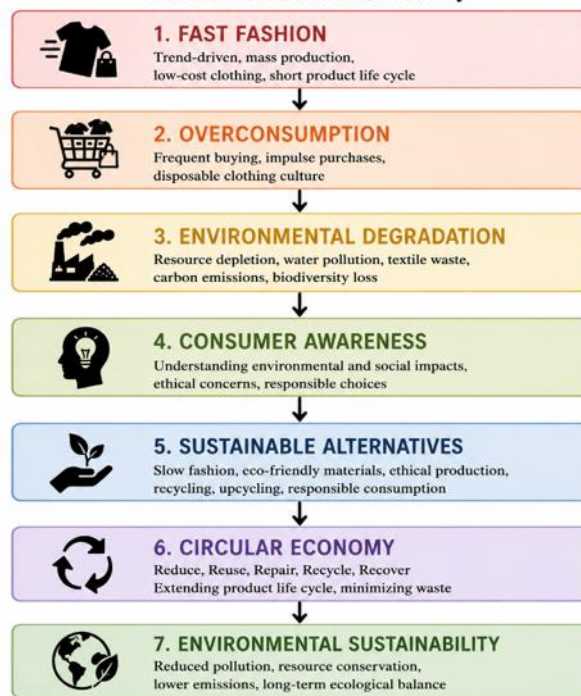 1. FAST FASHION
Trend-driven, mass production,
low-cost clothing, short product life cycle
2. OVERCONSUMPTION
Frequent buying, impulse purchases,
disposable clothing culture
3. ENVIRONMENTAL DEGRADATION
Resource depletion, water pollution, textile waste,
carbon emissions, biodiversity loss
4. CONSUMER AWARENESS
Understanding environmental and social impacts,
ethical concerns, responsible choices
5. SUSTAINABLE ALTERNATIVES
Slow fashion, eco-friendly materials, ethical production,
recycling, upcycling, responsible consumption
6. CIRCULAR ECONOMY
Reduce, Reuse, Repair, Recycle, Recover
Extending product life cycle, minimizing waste
7. ENVIRONMENTAL SUSTAINABILITY
Reduced pollution, resource conservation,
lower emissions, long-term ecological balance